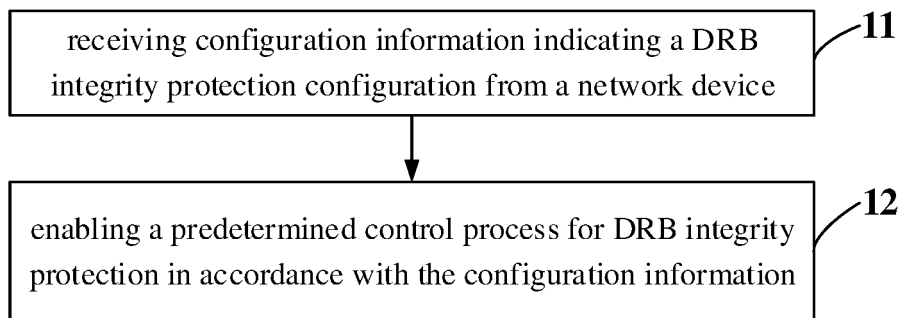 receiving configuration information indicating a DRB
integrity protection configuration from a network device
11
enabling a predetermined control process for DRB integrity
protection in accordance with the configuration information
12